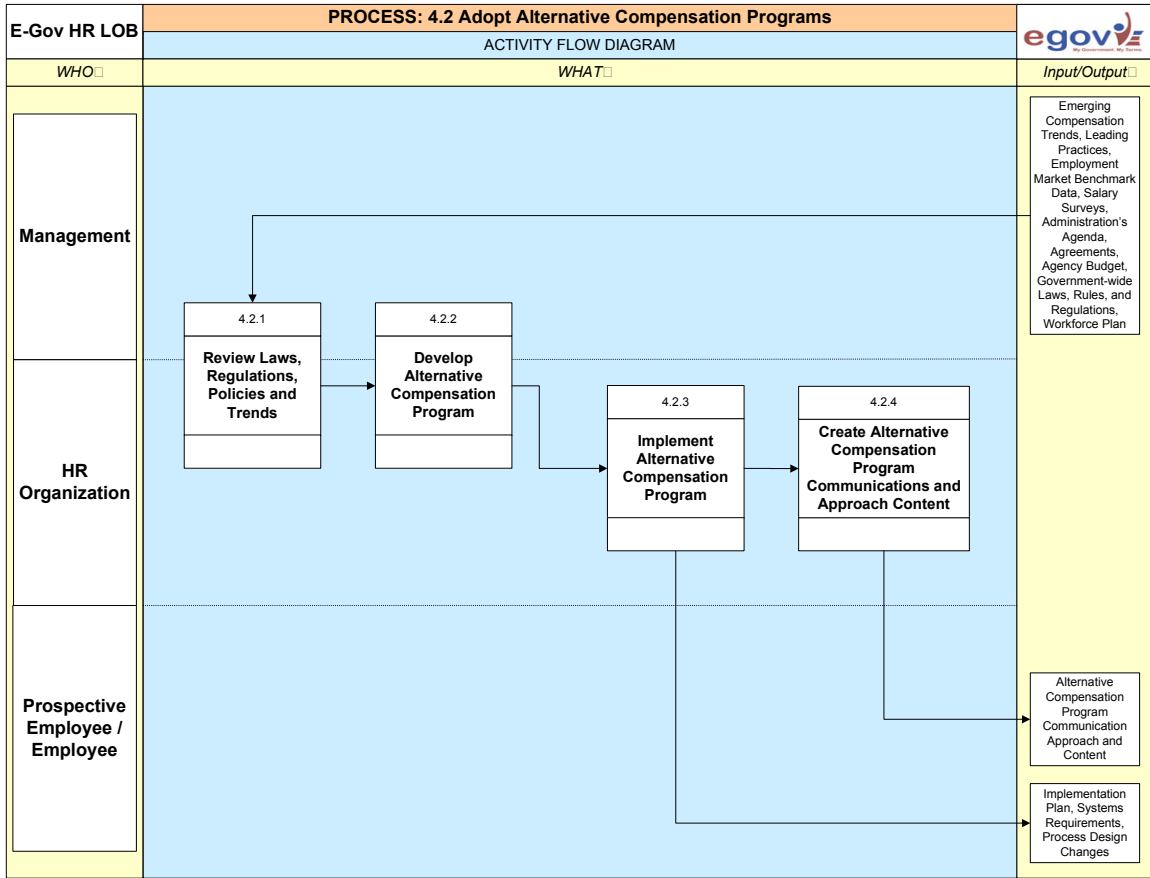 E-Gov HR LOB
PROCESS: 4.2 Adopt Alternative Compensation Programs
ACTIVITY FLOW DIAGRAM
egov
My Government. My Terms.
WHO□
WHAT□
Input/Output□
Management
HR
Organization
Prospective
Employee /
Employee
4.2.1
Review Laws,
Regulations,
Policies and
Trends
4.2.2
Develop
Alternative
Compensation
Program
4.2.3
Implement
Alternative
Compensation
Program
4.2.4
Create Alternative
Compensation
Program
Communications and
Approach Content
Emerging
Compensation
Trends, Leading
Practices,
Employment
Market Benchmark
Data, Salary
Surveys,
Administration's
Agenda,
Agreements,
Agency Budget,
Government-wide
Laws, Rules, and
Regulations,
Workforce Plan
Alternative
Compensation
Program
Communication
Approach and
Content
Implementation
Plan, Systems
Requirements,
Process Design
Changes